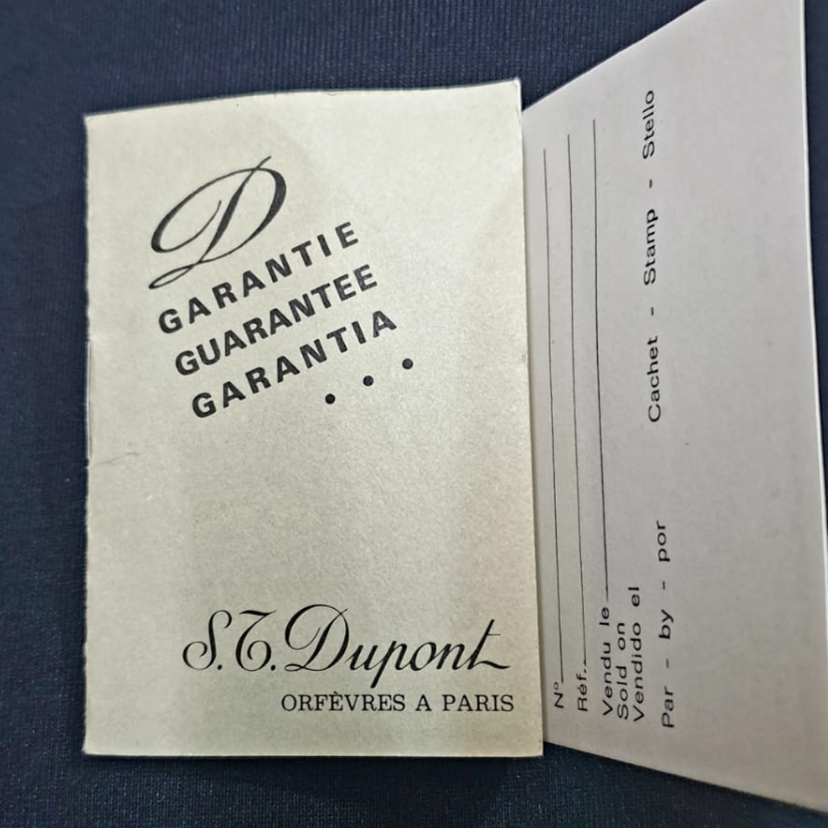 D
GARANTIE
GUARANTEE
GARANTIA
. . .
S.T. Dupont
ORFÈVRES A PARIS
N°
Réf.
Vendu le
Sold on
Vendido el
Par - by - por Cachet - Stamp - Stello